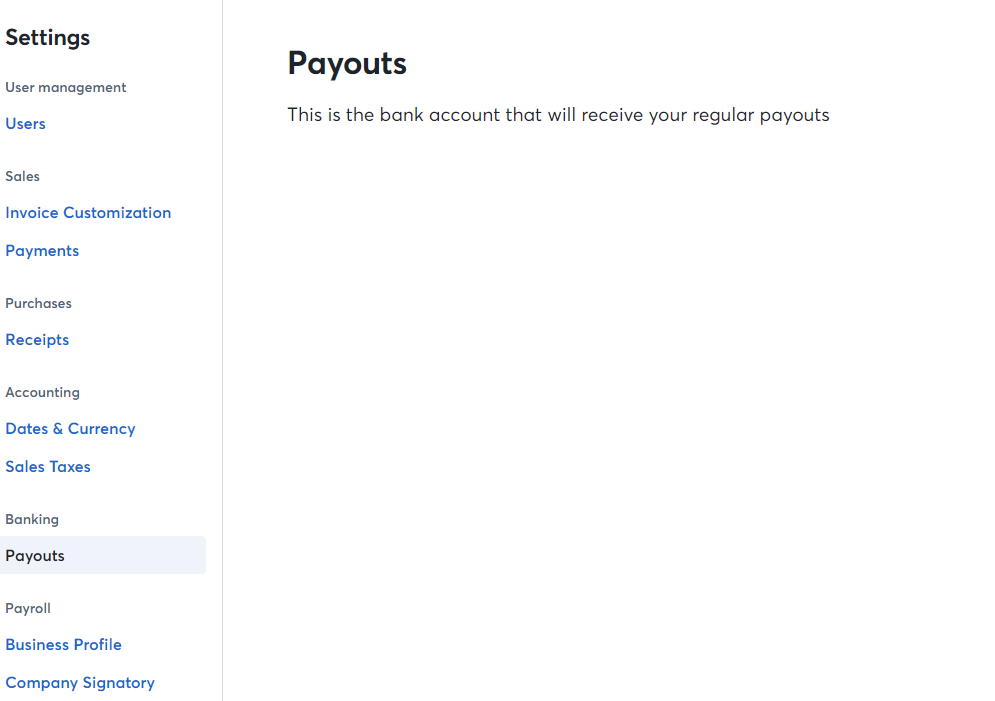 Settings
User management
Users
Sales
Invoice Customization
Payments
Purchases
Receipts
Accounting
Dates & Currency
Sales Taxes
Banking
Payouts
Payroll
Business Profile
Company Signatory
Payouts
This is the bank account that will receive your regular payouts